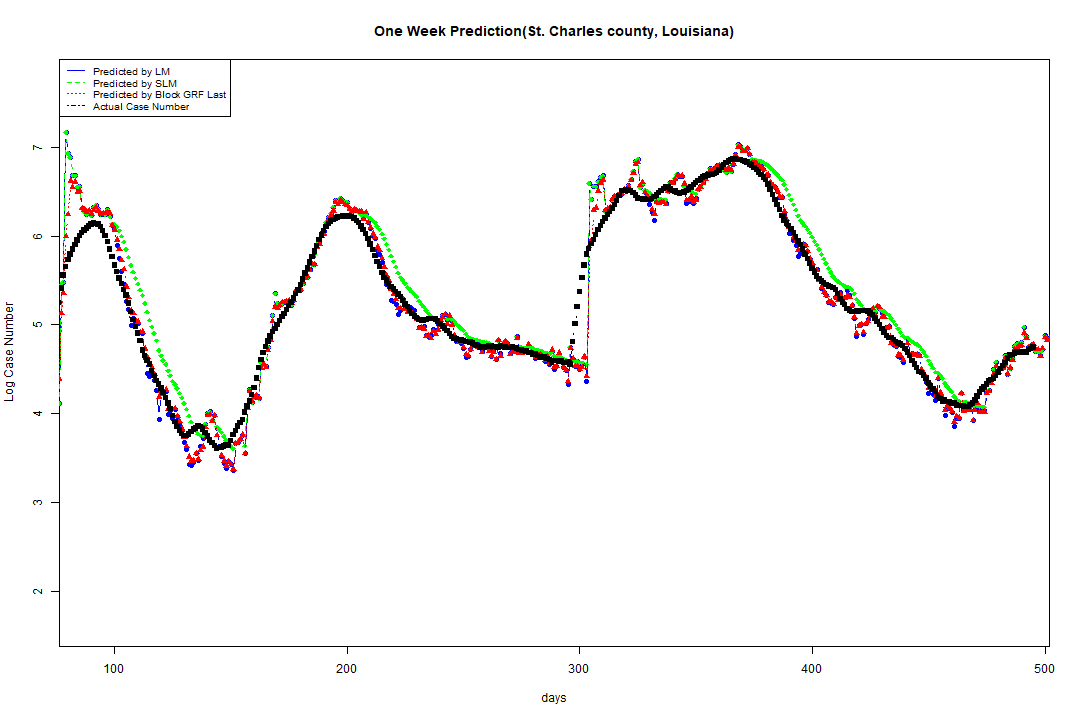 One Week Prediction(St. Charles county, Louisiana)
Predicted by LM
Predicted by SLM
Predicted by Block GRF Last
Actual Case Number
7
6
5
4
3
2
Log Case Number
100 200 300 400 500
days